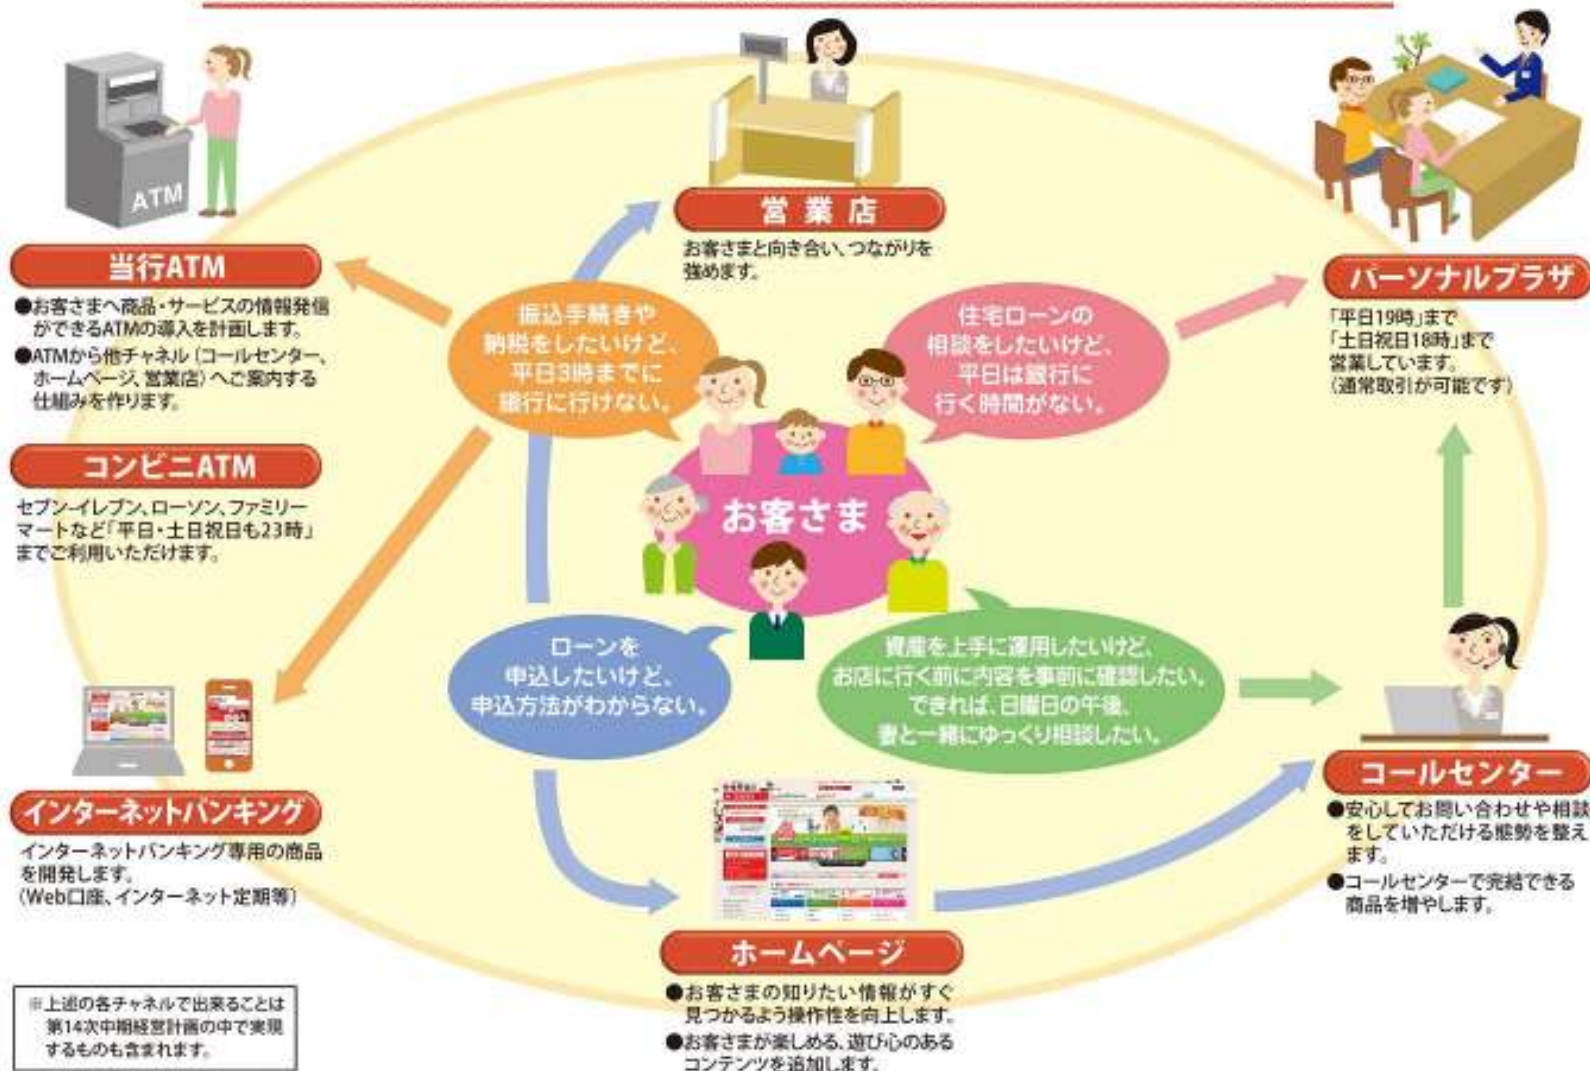 ATM
営業店
お客さまと向き合い、つながりを
強めます。
当行ATM
●お客さまへ商品・サービスの情報発信
ができるATMの導入を計画します。
●ATMから他チャネル（コールセンター、
ホームページ、営業店）へご案内する
仕組みを作ります。
パーソナルプラザ
「平日19時」まで
「土日祝日18時」まで
営業しています。
（通常取引が可能です）
振込手続きや
納税をしたいけど、
平日3時までに
銀行に行けない。
住宅ローンの
相談をしたいけど、
平日は銀行に
行く時間がない。
コンビニATM
セブン-イレブン、ローソン、ファミリー
マートなど「平日・土日祝日も23時」
までご利用いただけます。
お客さま
ローンを
申込したいけど、
申込方法がわからない。
資産を上手に運用したいけど、
お店に行く前に内容を事前に確認したい。
できれば、日曜日の午後、
妻と一緒にゆっくり相談したい。
インターネットバンキング
インターネットバンキング専用の商品
を開発します。
（Web口座、インターネット定期等）
コールセンター
●安心してお問い合わせや相談
をしていただける態勢を整え
ます。
●コールセンターで完結できる
商品を増やします。
ホームページ
●お客さまの知りたい情報がすぐ
見つかるよう操作性を向上します。
●お客さまが楽しめる、遊び心のある
コンテンツを追加します。
※上述の各チャネルで出来ることは
第14次中期経営計画の中で実現
するものも含まれます。